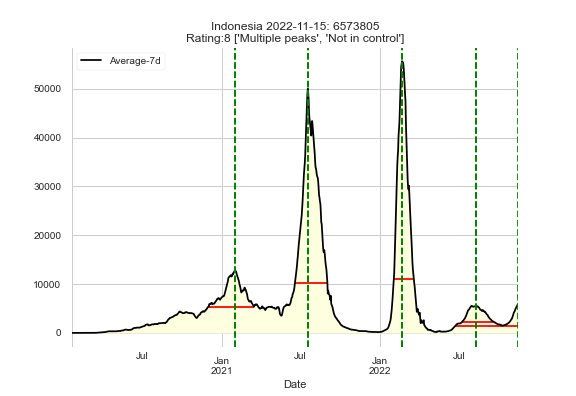 Indonesia 2022-11-15: 6573805
Rating:8 ['Multiple peaks', 'Not in control']
Average-7d
50000
40000
30000
20000
10000
0
Jul
Jan
2021
Jul
Jan
2022
Jul
Date